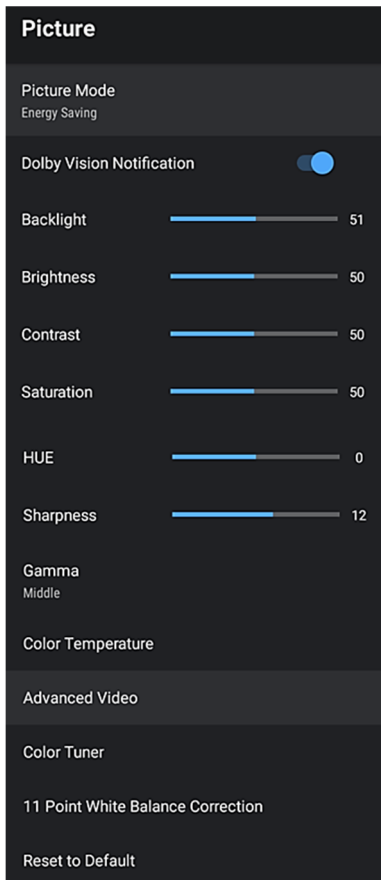 Picture
Picture Mode
Energy Saving
Dolby Vision Notification
Backlight 51
Brightness 50
Contrast 50
Saturation 50
HUE 0
Sharpness 12
Gamma
Middle
Color Temperature
Advanced Video
Color Tuner
11 Point White Balance Correction
Reset to Default